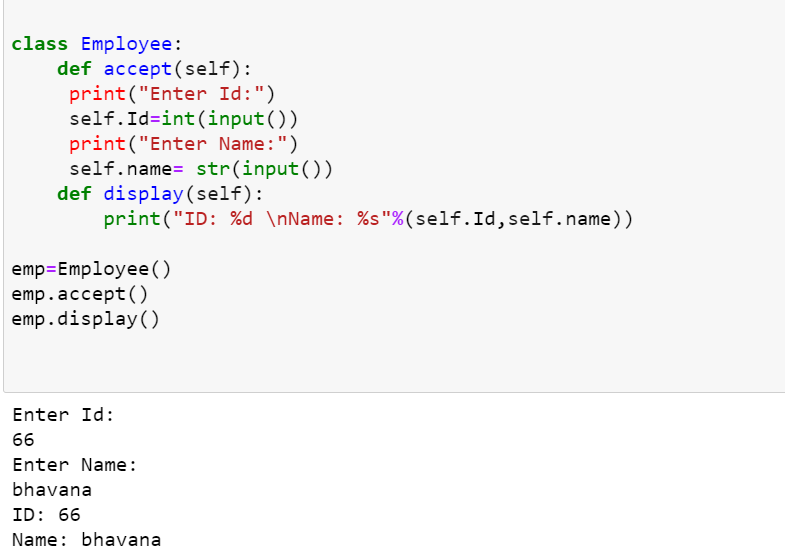 class Employee:
    def accept(self):
     print("Enter Id:")
     self.Id=int(input())
     print("Enter Name:")
     self.name= str(input())
    def display(self):
        print("ID: %d \nName: %s"%(self.Id,self.name))
emp=Employee()
emp.accept()
emp.display()
Enter Id:
66
Enter Name:
bhavana
ID: 66
Name: bhavana